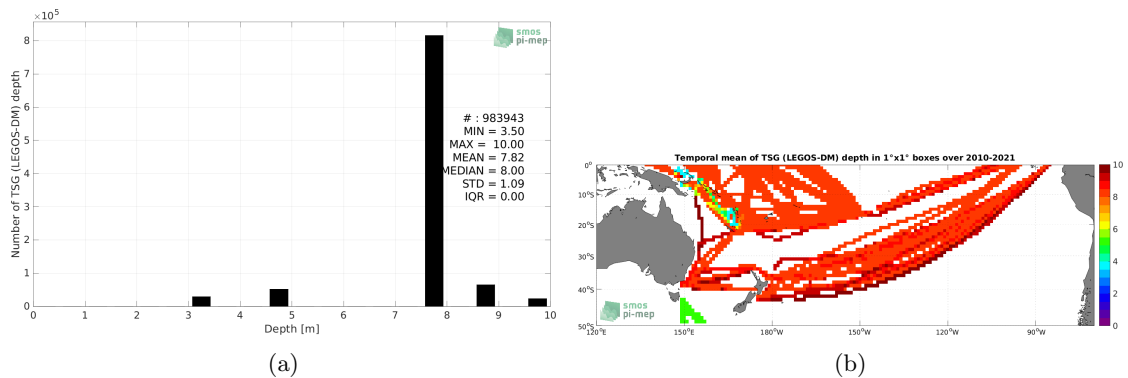 ×10⁵
smos
pi-mep
8
7
6
5
4
3
2
1
0
Number of TSG (LEGOS-DM) depth
# : 983943
MIN = 3.50
MAX = 10.00
MEAN = 7.82
MEDIAN = 8.00
STD = 1.09
IQR = 0.00
0 1 2 3 4 5 6 7 8 9 10
Depth [m]
(a)
Temporal mean of TSG (LEGOS-DM) depth in 1°x1° boxes over 2010-2021
0°
10°S
20°S
30°S
40°S
50°S
120°E 150°E 180°W 150°W 120°W 90°W
smos
pi-mep
10
8
6
4
2
0
(b)